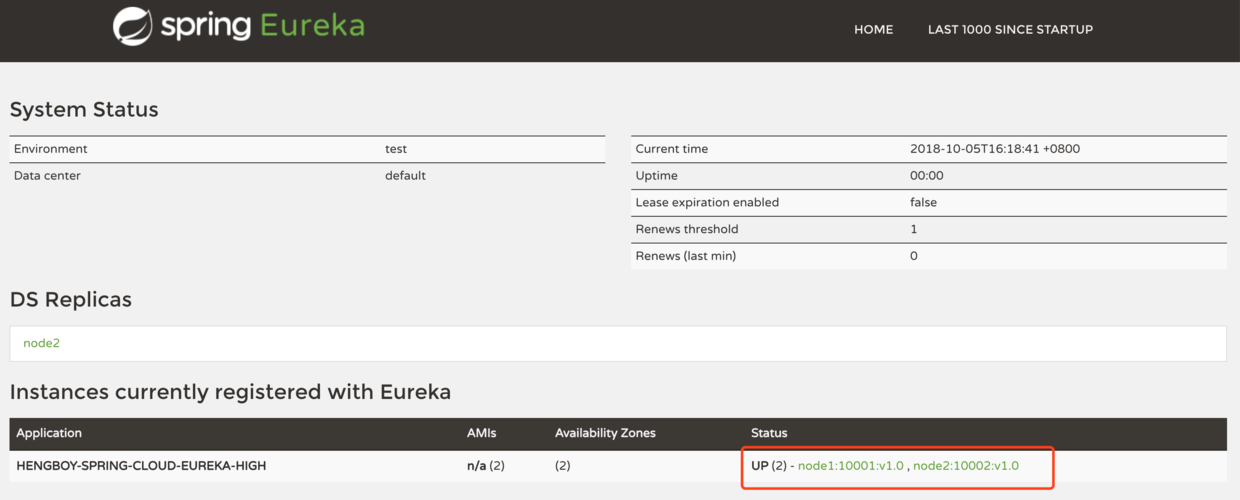 spring Eureka
HOME LAST 1000 SINCE STARTUP
System Status
Environment test
Data center default
Current time 2018-10-05T16:18:41 +0800
Uptime 00:00
Lease expiration enabled false
Renews threshold 1
Renews (last min) 0
DS Replicas
node2
Instances currently registered with Eureka
Application AMIs Availability Zones Status
HENGBOY-SPRING-CLOUD-EUREKA-HIGH n/a (2) (2) UP (2) - node1:10001:v1.0 , node2:10002:v1.0